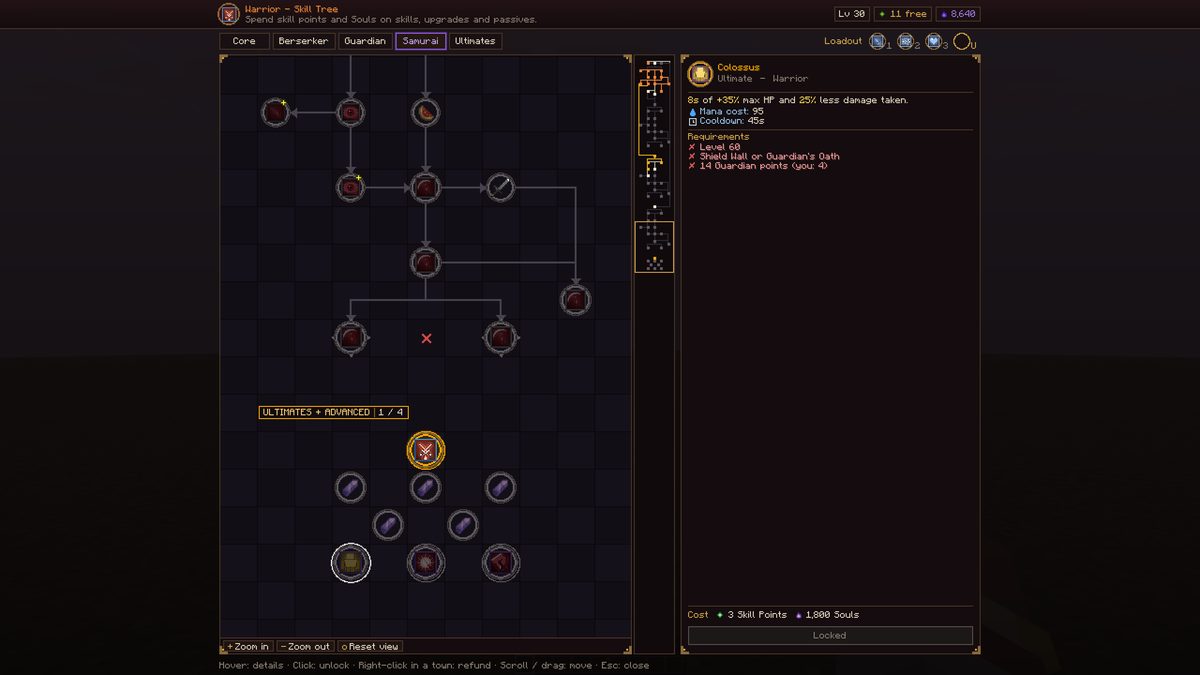 Warrior - Skill Tree
Spend skill points and Souls on skills, upgrades and passives.
Lv 30
11 free
8,640
Core
Berserker
Guardian
Samurai
Ultimates
Loadout
1
2
3
U
Colossus
Ultimate - Warrior
8s of +35% max HP and 25% less damage taken.
Mana cost: 95
Cooldown: 45s
Requirements
✗ Level 60
✗ Shield Wall or Guardian's Oath
✗ 14 Guardian points (you: 4)
ULTIMATES + ADVANCED | 1 / 4
Cost 3 Skill Points 1,800 Souls
Locked
+Zoom in
-Zoom out
Reset view
Hover: details · Click: unlock · Right-click in a town: refund · Scroll / drag: move · Esc: close